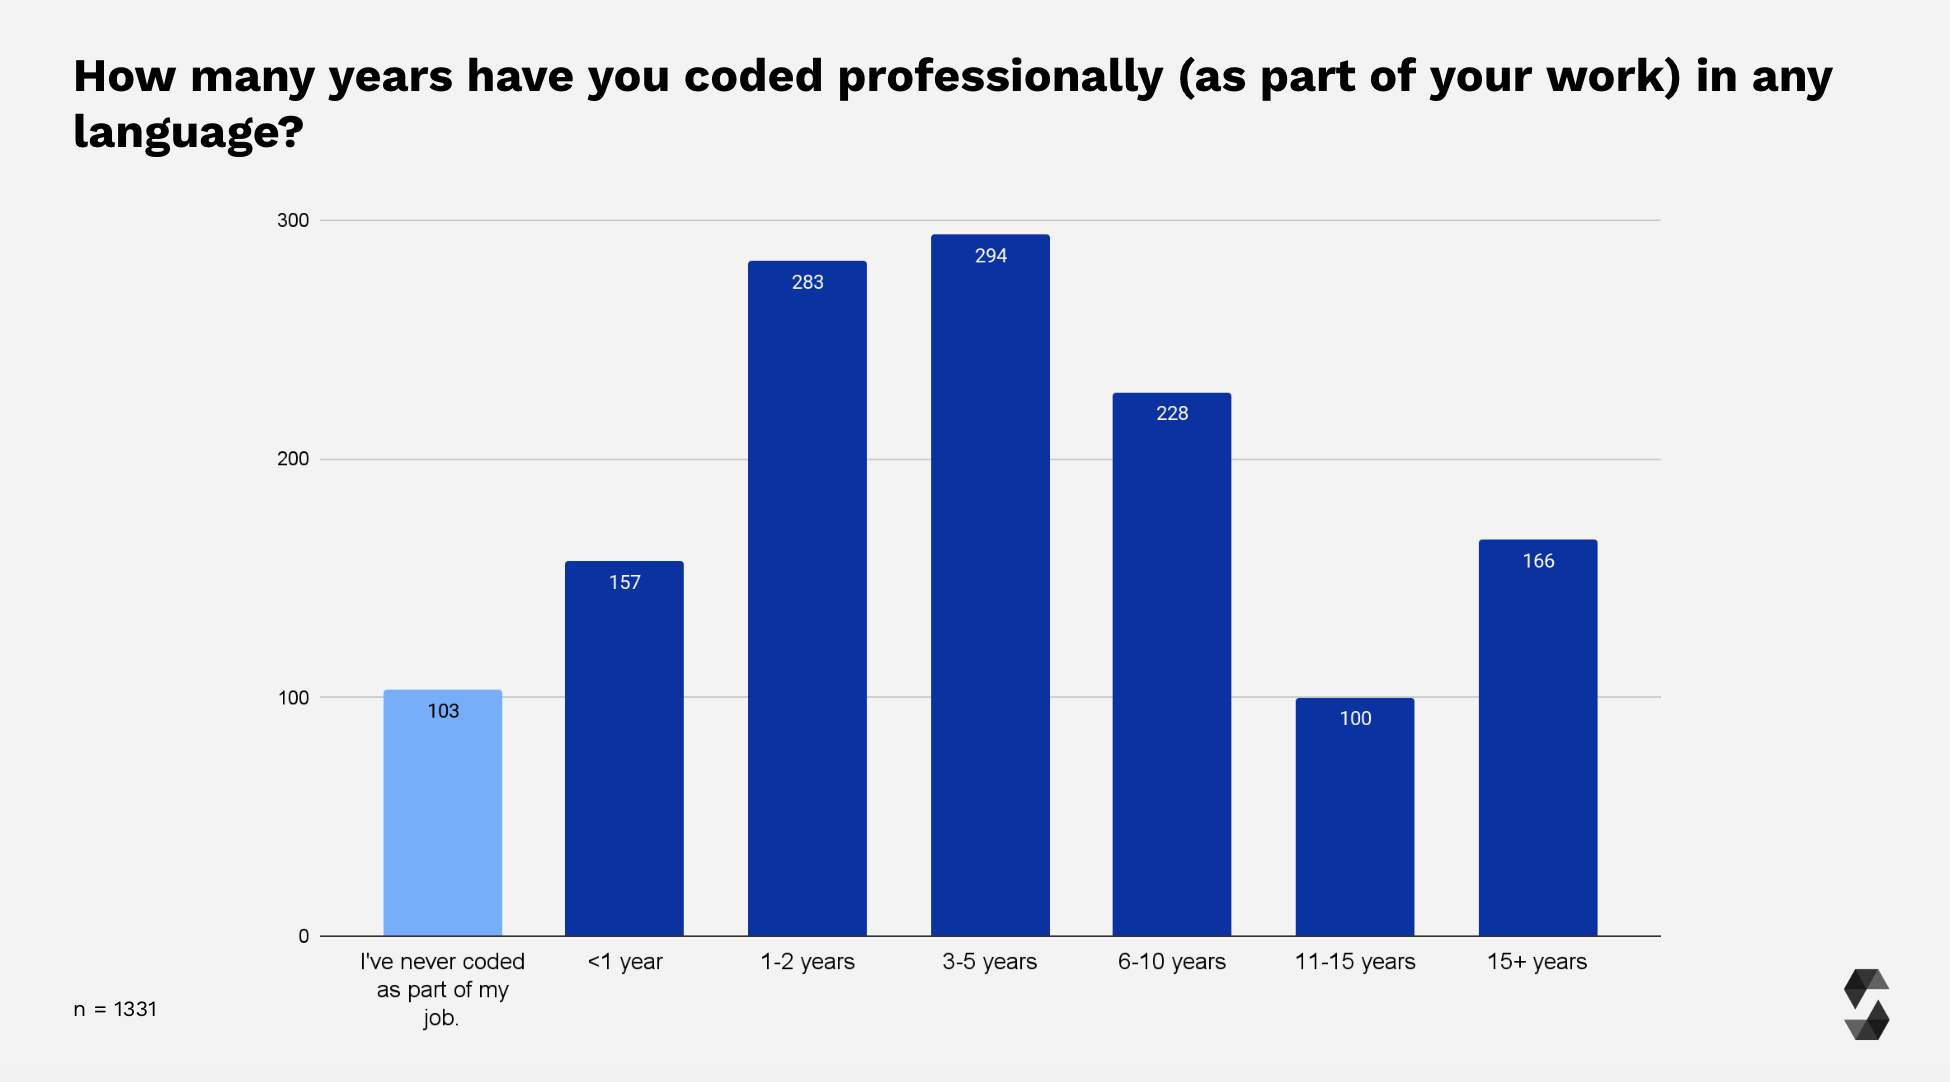 How many years have you coded professionally (as part of your work) in any
language?
300
200
100
0
103
157
283
294
228
100
166
I've never coded
as part of my
job.
<1 year
1-2 years
3-5 years
6-10 years
11-15 years
15+ years
n = 1331